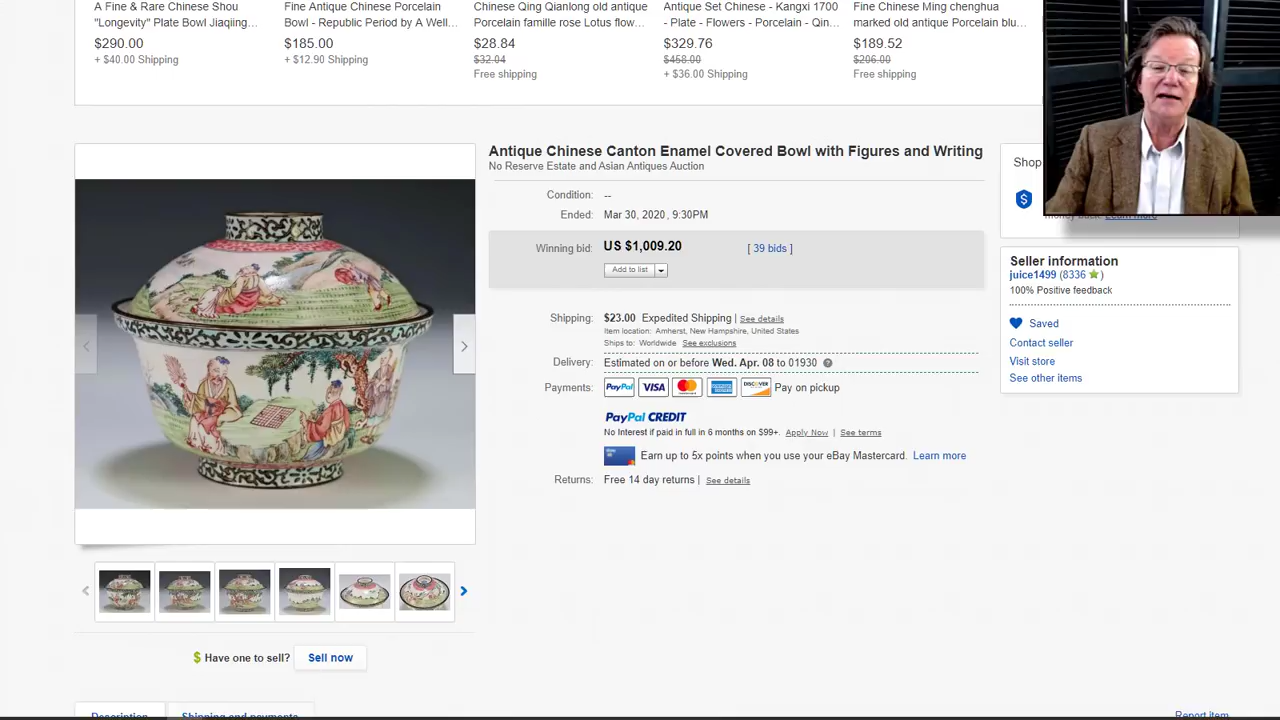 A Fine & Rare Chinese Shou
"Longevity" Plate Bowl Jiaqiing...
$290.00
+ $40.00 Shipping
Fine Antique Chinese Porcelain
Bowl - Republic Period by A Well...
$185.00
+ $12.90 Shipping
Chinese Qing Qianlong old antique
Porcelain famille rose Lotus flow...
$28.84
$32.04
Free shipping
Antique Set Chinese - Kangxi 1700
- Plate - Flowers - Porcelain - Qin...
$329.76
$458.00
+ $36.00 Shipping
Fine Chinese Ming chenghua
marked old antique Porcelain blu...
$189.52
$206.00
Free shipping
Antique Chinese Canton Enamel Covered Bowl with Figures and Writing
No Reserve Estate and Asian Antiques Auction
Condition: --
Ended: Mar 30, 2020 , 9:30PM
Winning bid: US $1,009.20 [ 39 bids ]
Add to list
Shipping: $23.00 Expedited Shipping | See details
Item location: Amherst, New Hampshire, United States
Ships to: Worldwide See exclusions
Delivery: Estimated on or before Wed. Apr. 08 to 01930
Payments: PayPal VISA Pay on pickup
PayPal CREDIT
No Interest if paid in full in 6 months on $99+. Apply Now | See terms
Earn up to 5x points when you use your eBay Mastercard. Learn more
Returns: Free 14 day returns | See details
Shop
money back. Learn more
Seller information
juice1499 (8336 )
100% Positive feedback
Saved
Contact seller
Visit store
See other items
Have one to sell? Sell now
Description
Shipping and payments
Report item